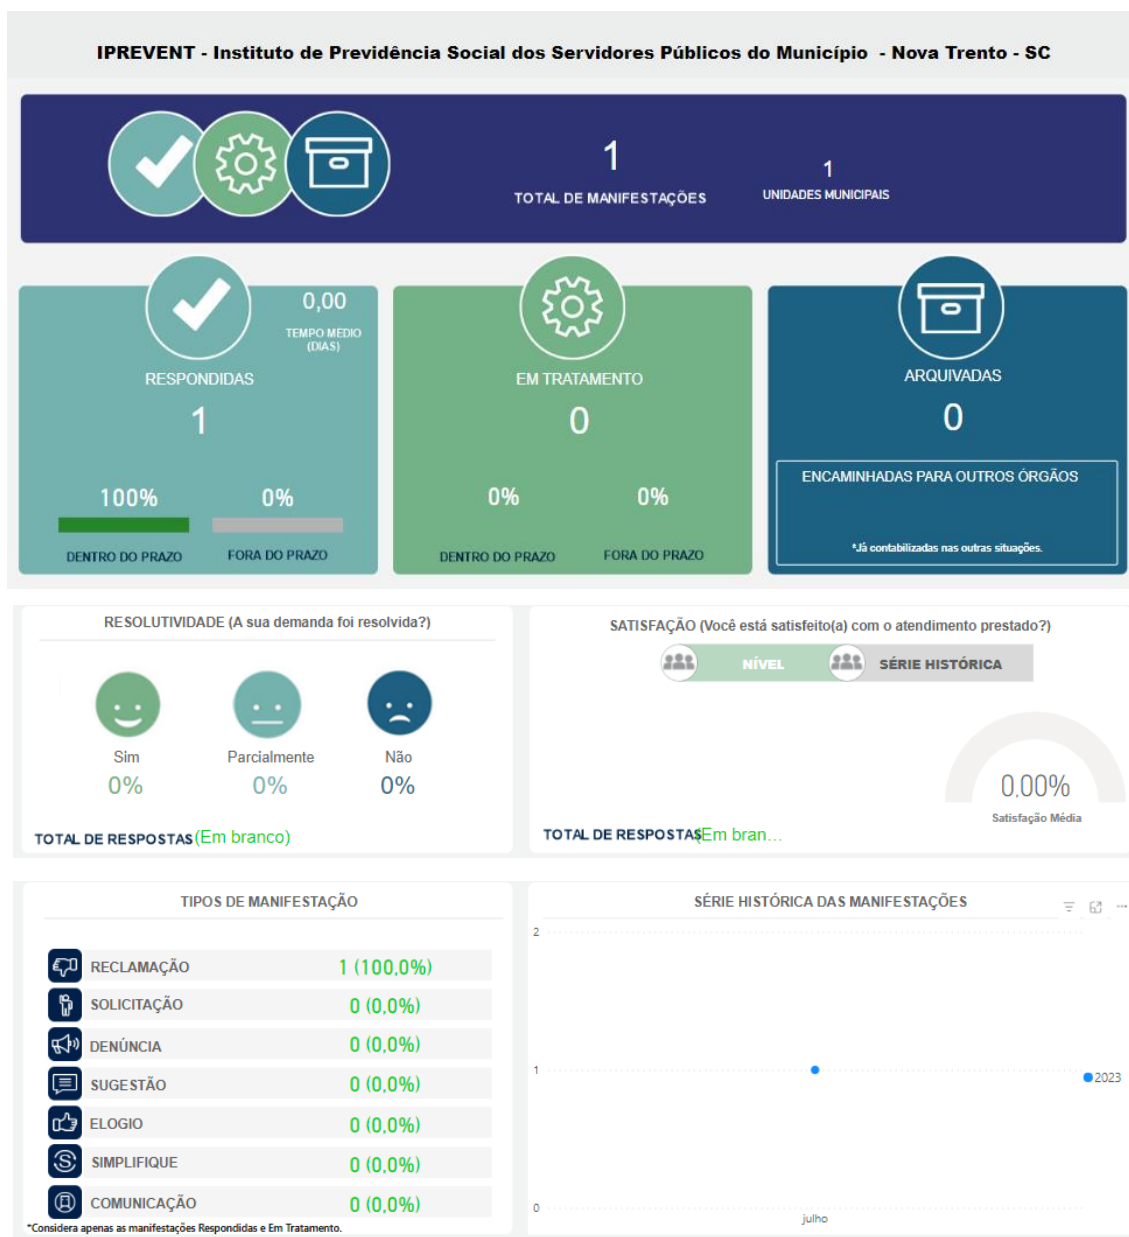 IPREVENT - Instituto de Previdência Social dos Servidores Públicos do Município - Nova Trento - SC
1
TOTAL DE MANIFESTAÇÕES
1
UNIDADES MUNICIPAIS
0,00
TEMPO MÉDIO
(DIAS)
RESPONDIDAS
1
100%
0%
DENTRO DO PRAZO
FORA DO PRAZO
EM TRATAMENTO
0
0%
0%
DENTRO DO PRAZO
FORA DO PRAZO
ARQUIVADAS
0
ENCAMINHADAS PARA OUTROS ÓRGÃOS
*Já contabilizadas nas outras situações.
RESOLUTIVIDADE (A sua demanda foi resolvida?)
Sim
Parcialmente
Não
0%
0%
0%
TOTAL DE RESPOSTAS (Em branco)
SATISFAÇÃO (Você está satisfeito(a) com o atendimento prestado?)
NÍVEL
SÉRIE HISTÓRICA
0,00%
Satisfação Média
TOTAL DE RESPOSTAS (Em bran...
TIPOS DE MANIFESTAÇÃO
RECLAMAÇÃO 1 (100,0%)
SOLICITAÇÃO 0 (0,0%)
DENÚNCIA 0 (0,0%)
SUGESTÃO 0 (0,0%)
ELOGIO 0 (0,0%)
SIMPLIFIQUE 0 (0,0%)
COMUNICAÇÃO 0 (0,0%)
*Considera apenas as manifestações Respondidas e Em Tratamento.
SÉRIE HISTÓRICA DAS MANIFESTAÇÕES
2
1
0
julho
2023